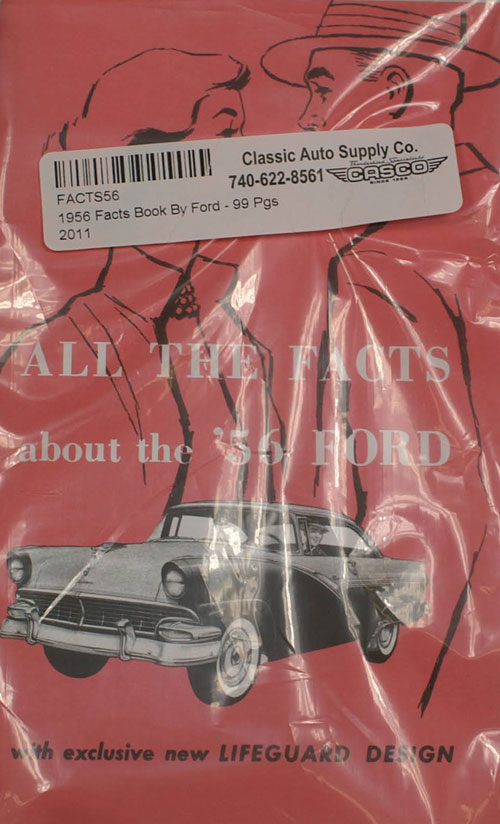 Classic Auto Supply Co.
740-622-8561 CASCO
SINCE
FACTS56
1956 Facts Book By Ford - 99 Pgs
2011
ALL THE FACTS
about the '56 FORD
with exclusive new LIFEGUARD DESIGN